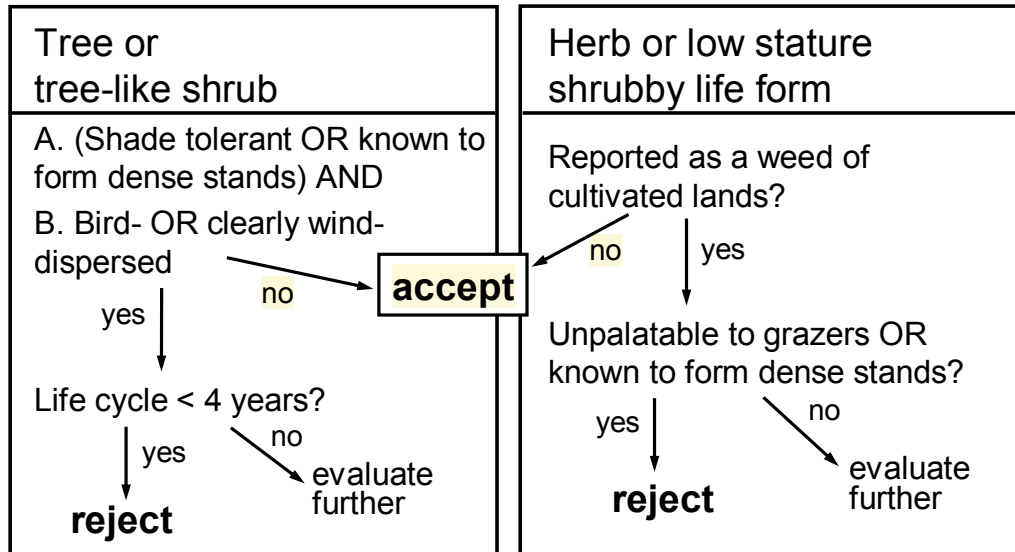 Tree or
tree-like shrub
A. (Shade tolerant OR known to
form dense stands) AND
B. Bird- OR clearly wind-
dispersed
no
yes
Life cycle < 4 years?
yes
no
reject
evaluate
further
accept
Herb or low stature
shrubby life form
Reported as a weed of
cultivated lands?
no
yes
Unpalatable to grazers OR
known to form dense stands?
yes
no
reject
evaluate
further